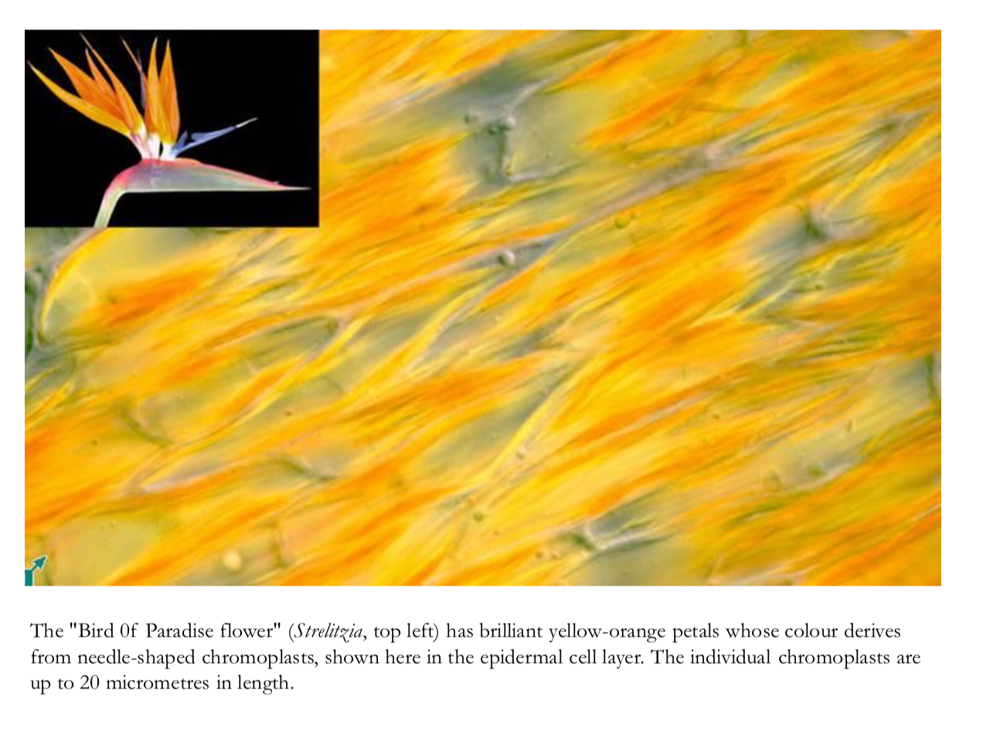 The "Bird 0f Paradise flower" (Strelitzia, top left) has brilliant yellow-orange petals whose colour derives
from needle-shaped chromoplasts, shown here in the epidermal cell layer. The individual chromoplasts are
up to 20 micrometres in length.